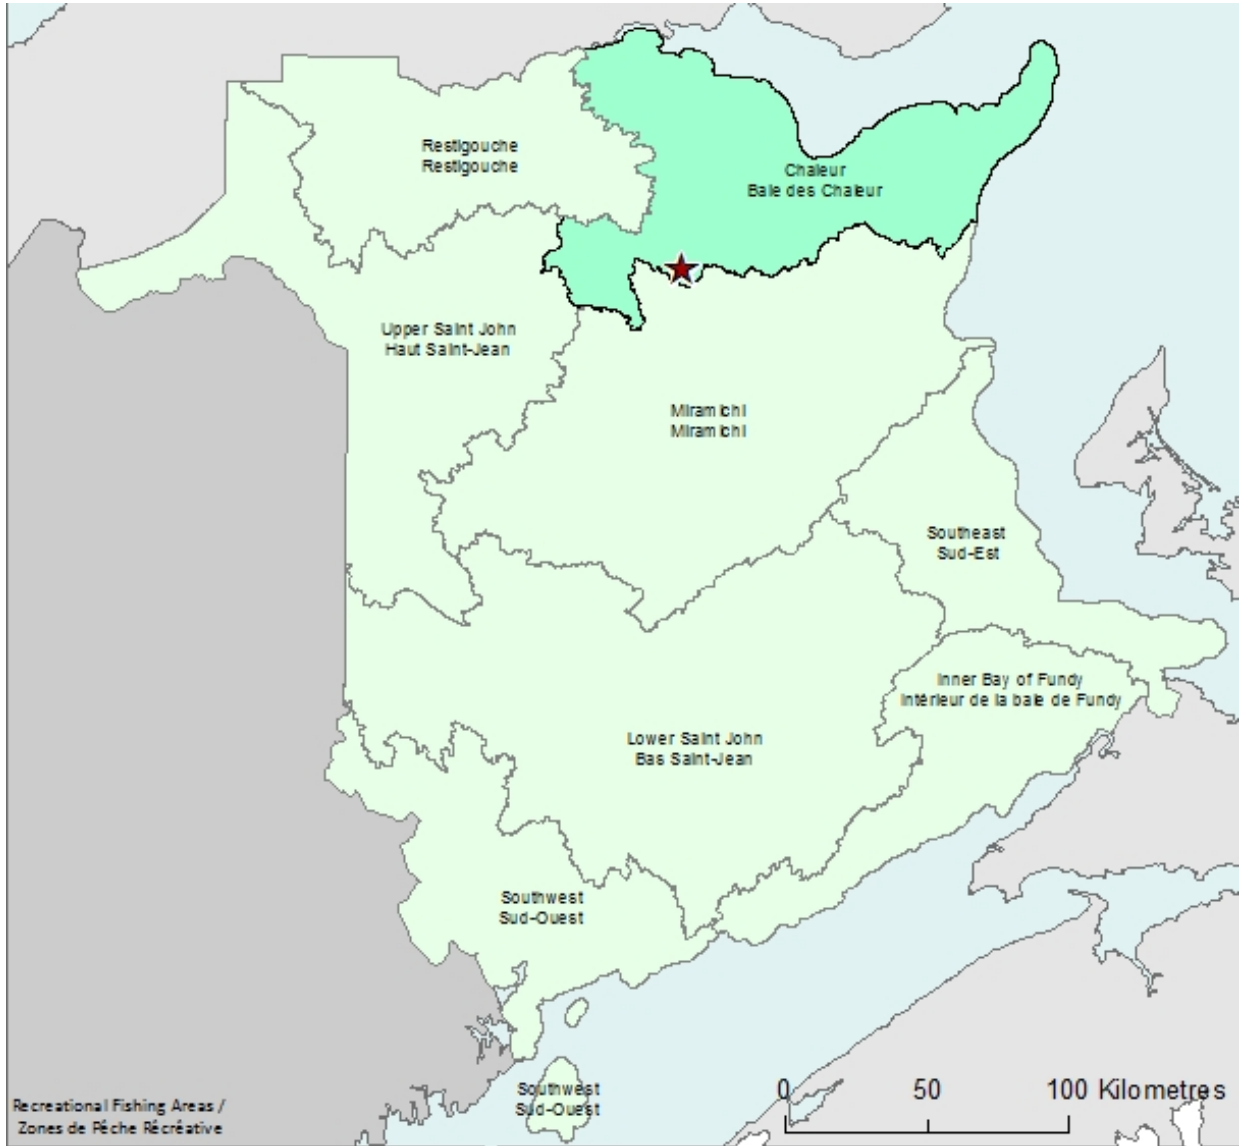 Restigouche
Restigouche
Chaleur
Baie des Chaleur
Upper Saint John
Haut Saint-Jean
Miramichi
Miramichi
Southeast
Sud-Est
Inner Bay of Fundy
Intérieur de la baie de Fundy
Lower Saint John
Bas Saint-Jean
Southwest
Sud-Ouest
Southwest
Sud-Ouest
0 50 100 Kilometres
Recreational Fishing Areas /
Zones de Pêche Récréative